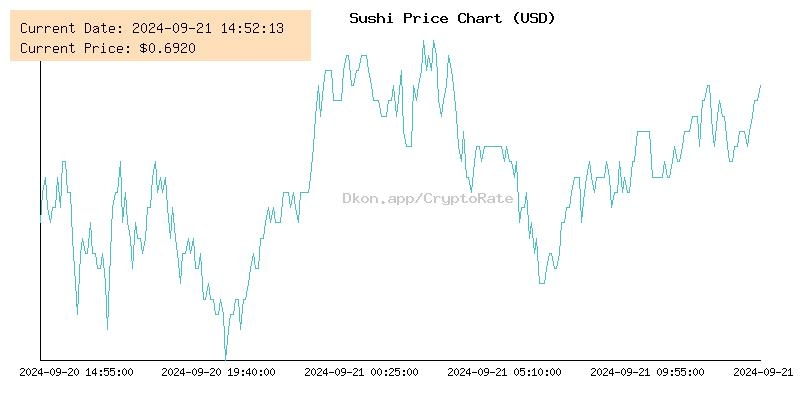 Sushi Price Chart (USD)
Current Date: 2024-09-21 14:52:13
Current Price: $0.6920
Dkon.app/CryptoRate
2024-09-20 14:55:00 2024-09-20 19:40:00 2024-09-21 00:25:00 2024-09-21 05:10:00 2024-09-21 09:55:00 2024-09-21